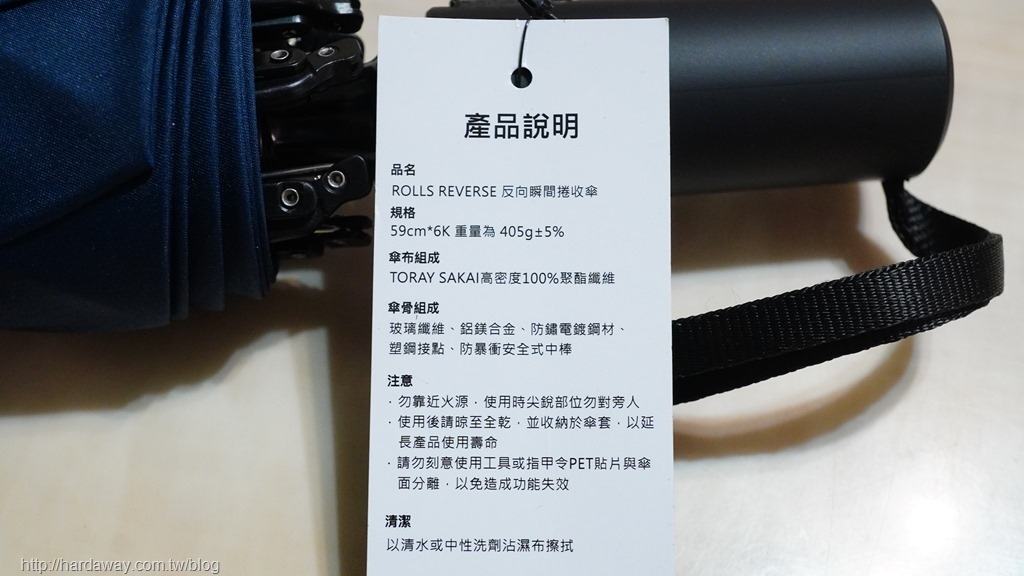 產品說明
品名
ROLLS REVERSE 反向瞬間捲收傘
規格
59cm*6K 重量為 405g±5%
傘布組成
TORAY SAKAI高密度100%聚酯纖維
傘骨組成
玻璃纖維、鋁鎂合金、防鏽電鍍鋼材、
塑鋼接點、防暴衝安全式中棒
注意
．勿靠近火源，使用時尖銳部位勿對旁人
．使用後請晾至全乾，並收納於傘套，以延
長產品使用壽命
．請勿刻意使用工具或指甲令PET貼片與傘
面分離，以免造成功能失效
清潔
以清水或中性洗劑沾濕布擦拭
http://hardaway.com.tw/blog